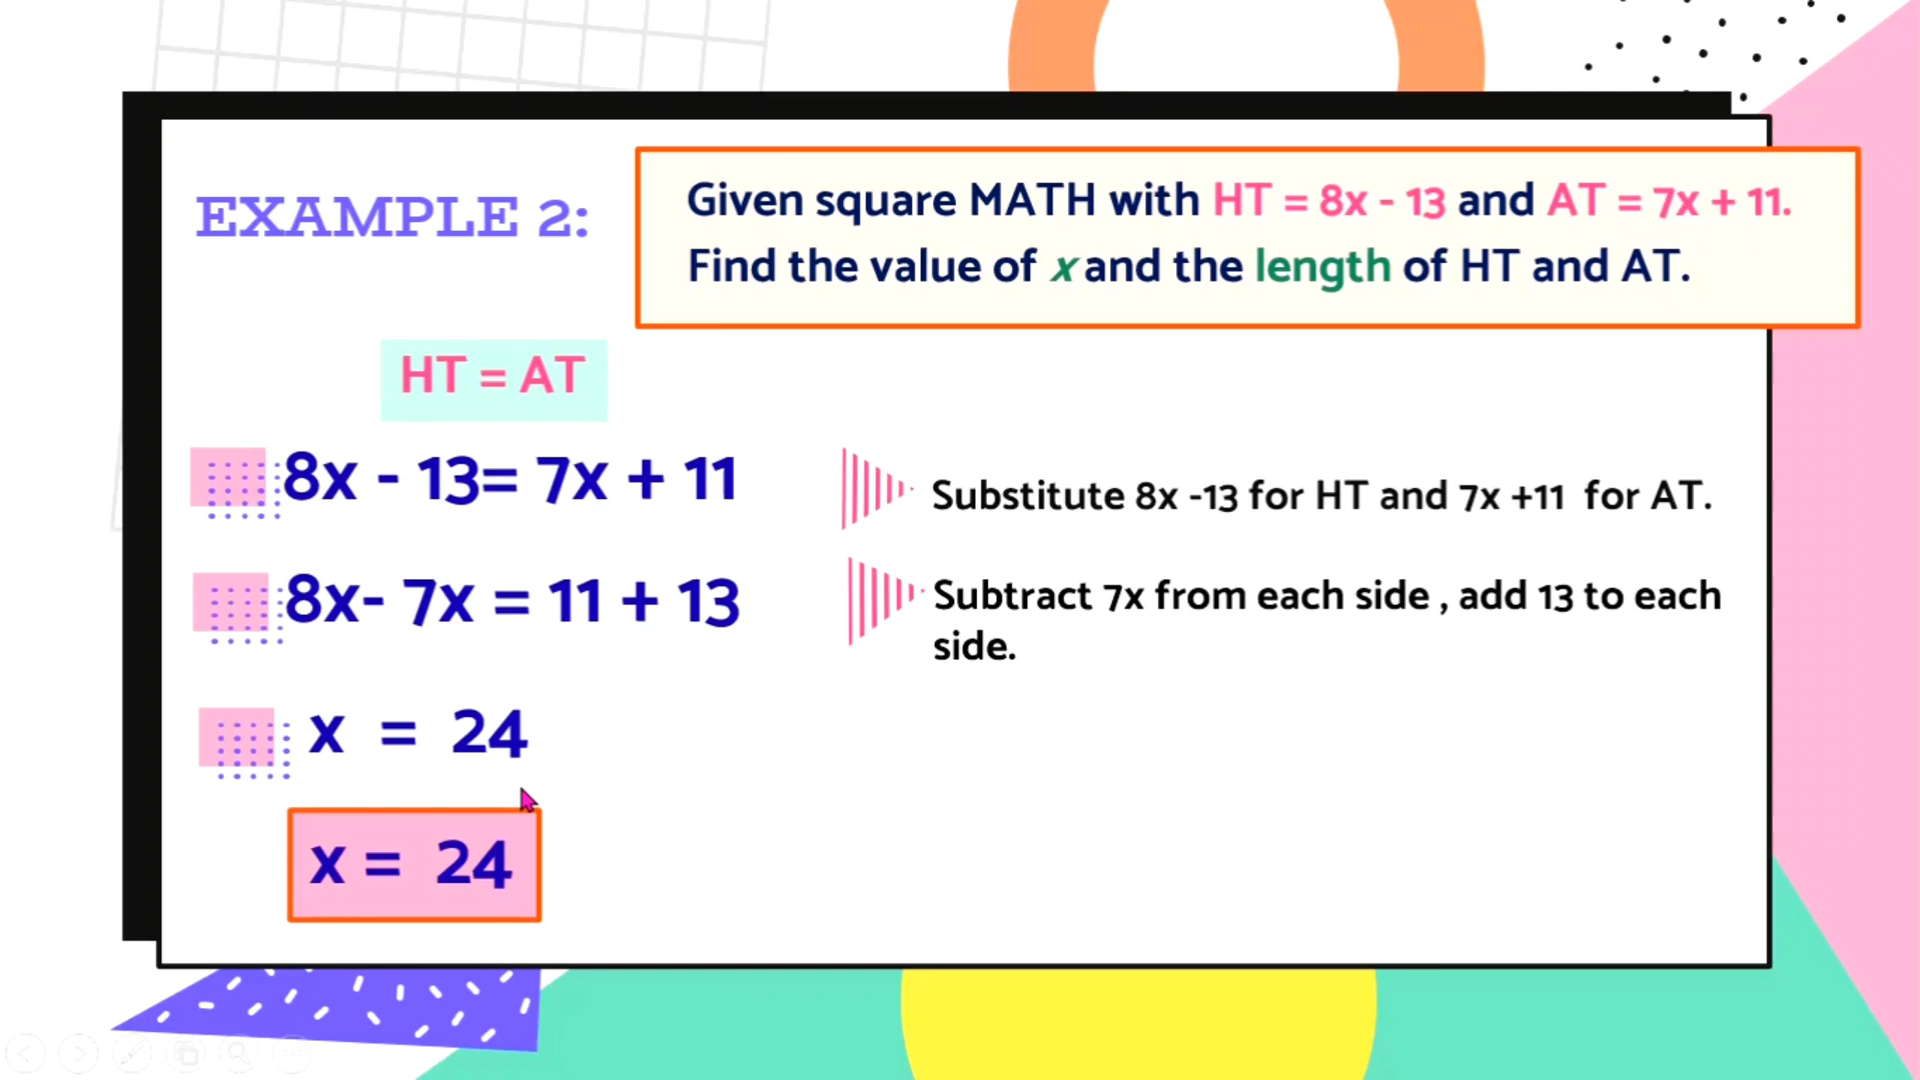 EXAMPLE 2:
Given square MATH with HT = 8x - 13 and AT = 7x + 11.
Find the value of x and the length of HT and AT.
HT = AT
8x - 13= 7x + 11
Substitute 8x -13 for HT and 7x +11 for AT.
8x- 7x = 11 + 13
Subtract 7x from each side , add 13 to each
side.
x = 24
x = 24